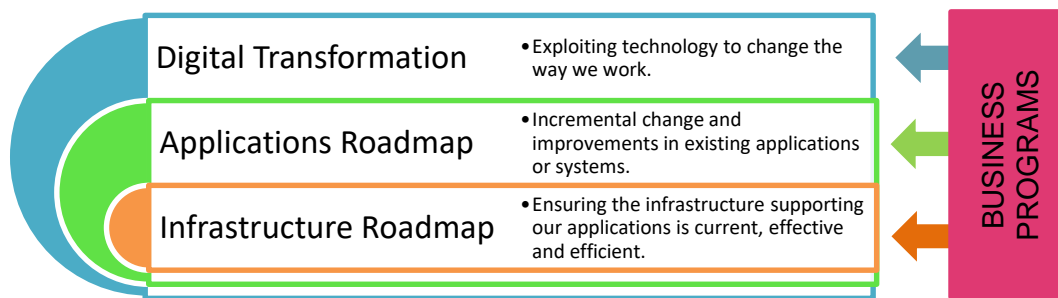 Digital Transformation
•Exploiting technology to change the
way we work.
Applications Roadmap
•Incremental change and
improvements in existing applications
or systems.
Infrastructure Roadmap
•Ensuring the infrastructure supporting
our applications is current, effective
and efficient.
BUSINESS
PROGRAMS